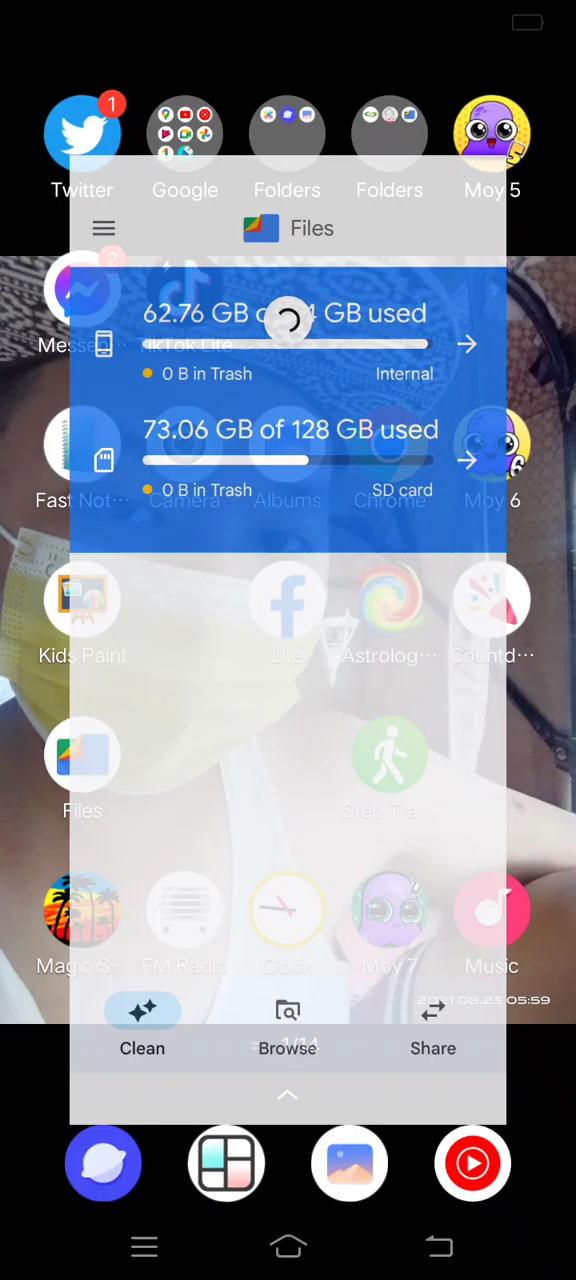 1
Twitter
Google
Folders
Folders
Moy 5
Files
2
62.76 GB GB used
TikTok Lite
0 B in Trash
Internal
73.06 GB of 128 GB used
0 B in Trash
SD card
Fast Not···
Camera
Albums
Chrome
Moy 6
Kids Paint
Lite
Astrolog···
Countd···
Files
Step Tra···
Magic S···
FM Radio
Clock
Moy 7
Music
2021.08.23 05:59
Clean
Browse
Share
1/14